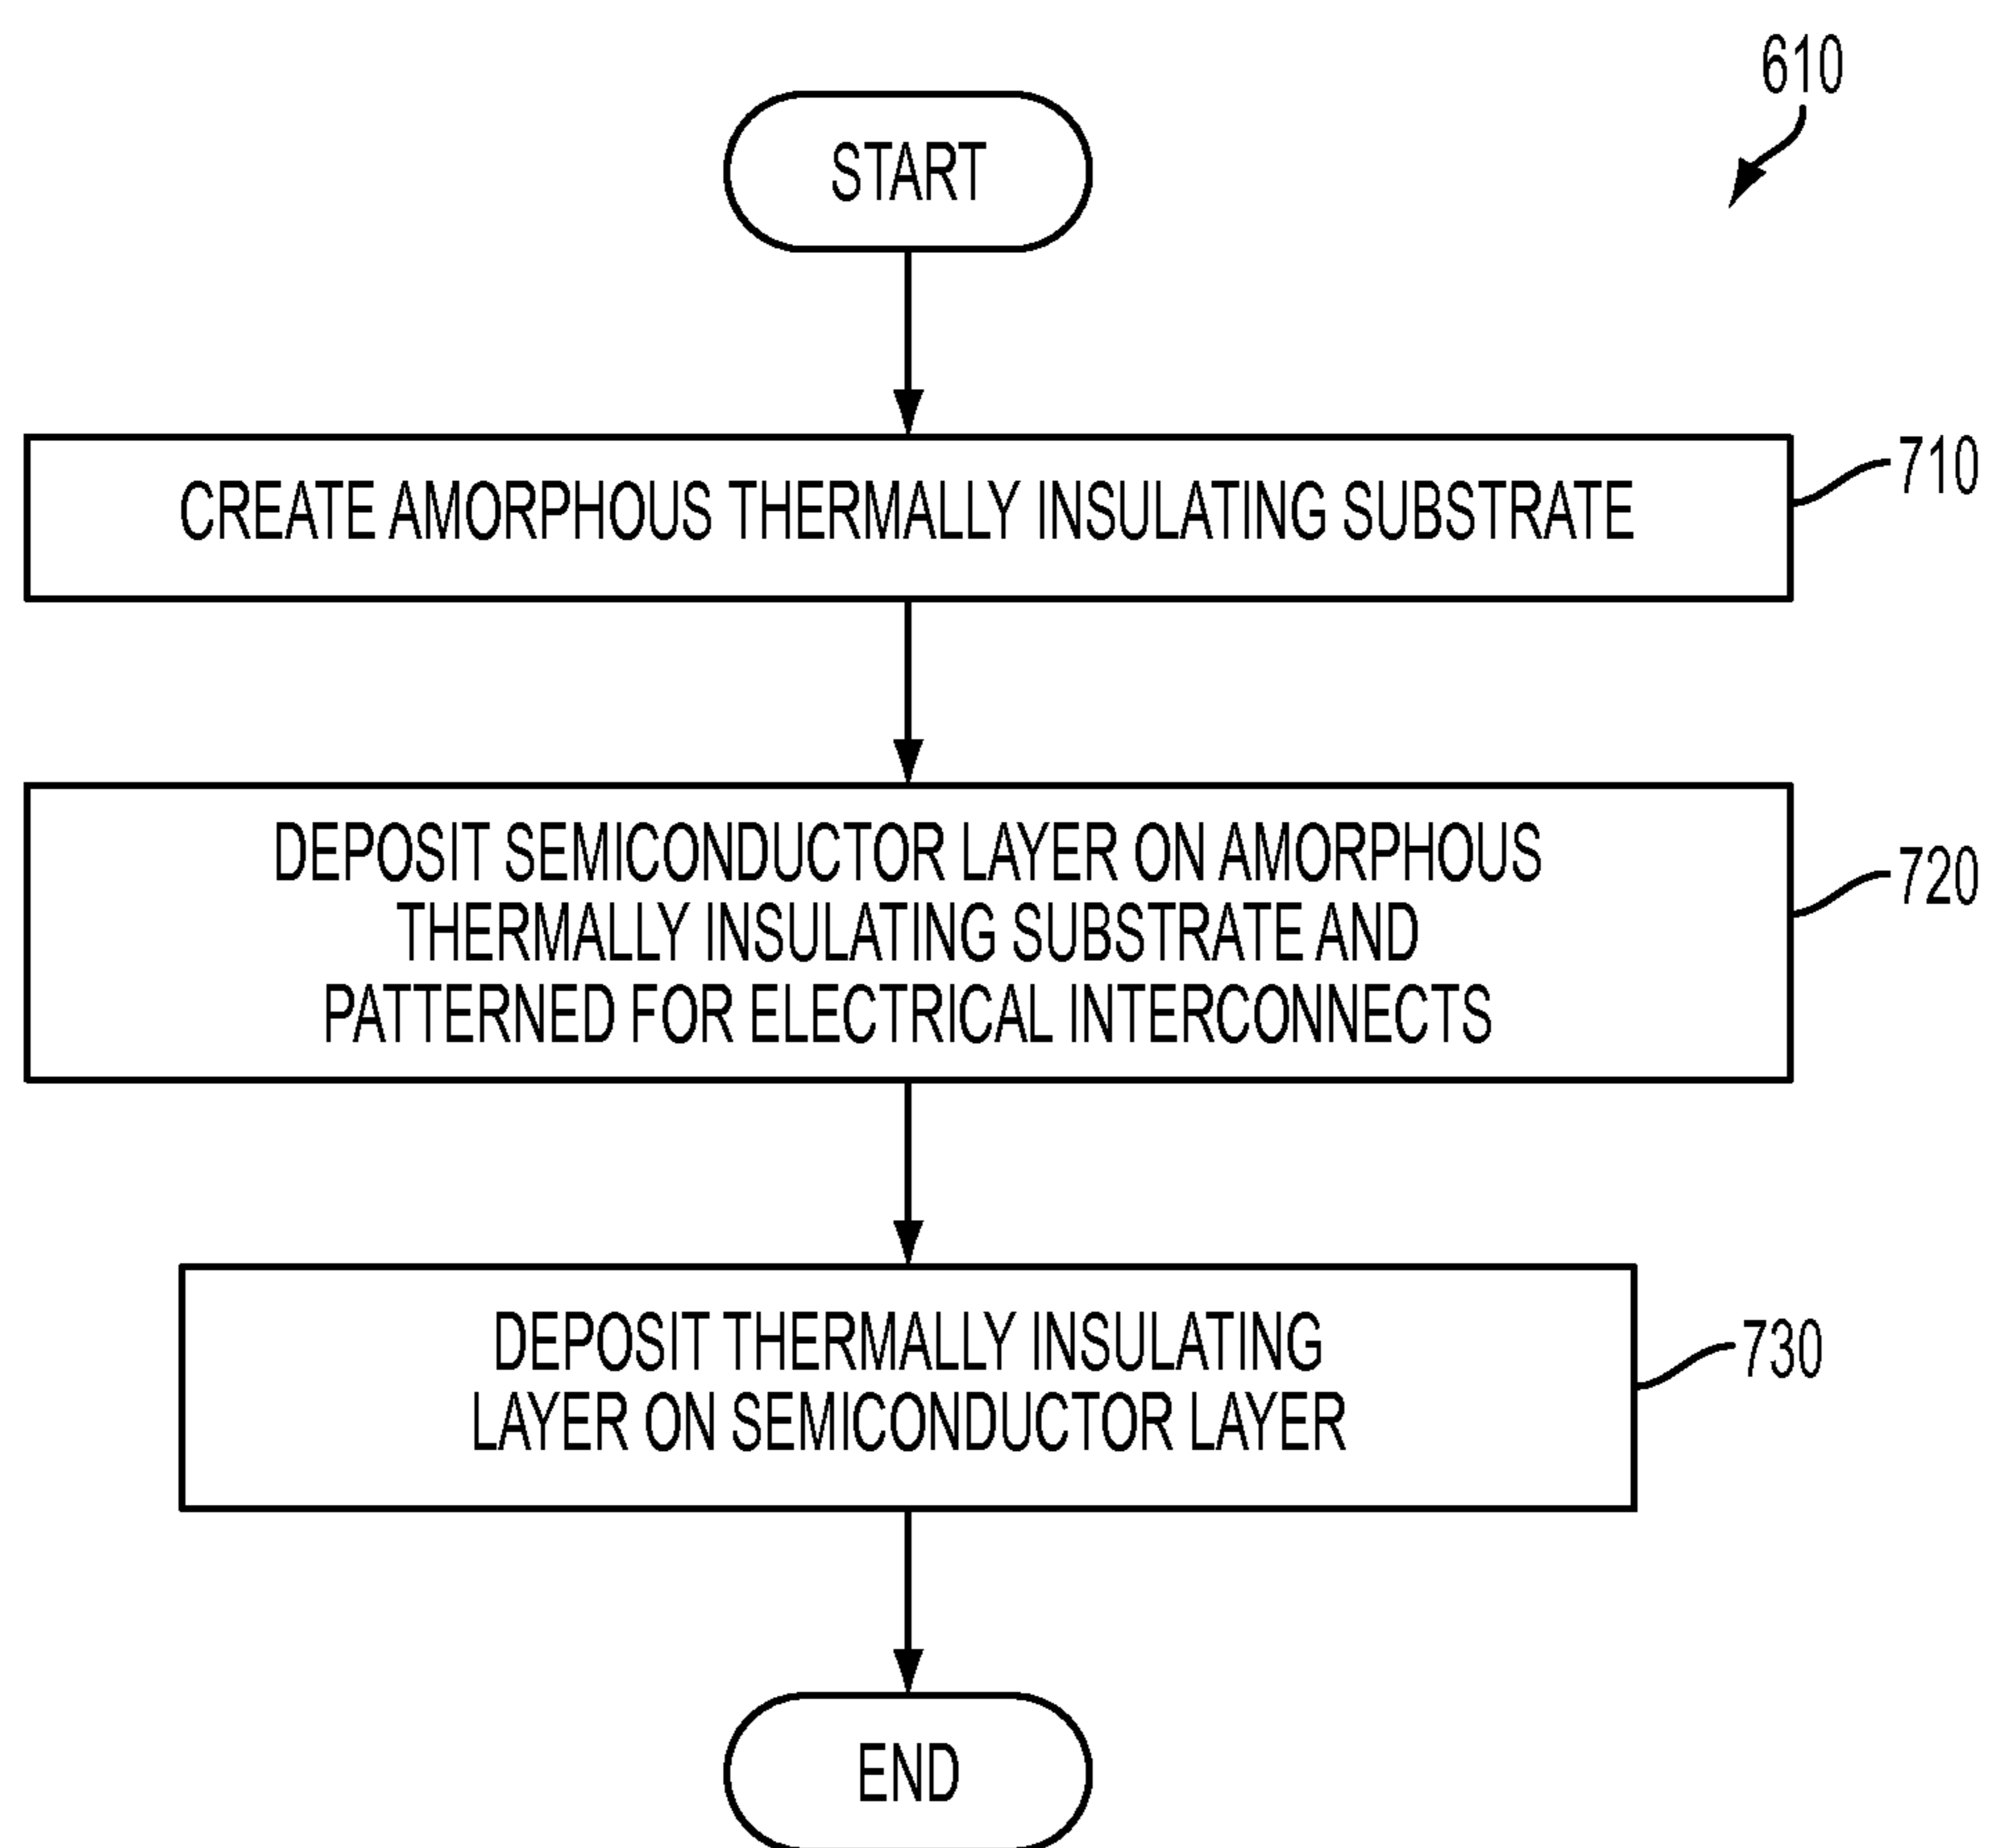 610
START
CREATE AMORPHOUS THERMALLY INSULATING SUBSTRATE
710
DEPOSIT SEMICONDUCTOR LAYER ON AMORPHOUS
THERMALLY INSULATING SUBSTRATE AND
PATTERNED FOR ELECTRICAL INTERCONNECTS
720
DEPOSIT THERMALLY INSULATING
LAYER ON SEMICONDUCTOR LAYER
730
END